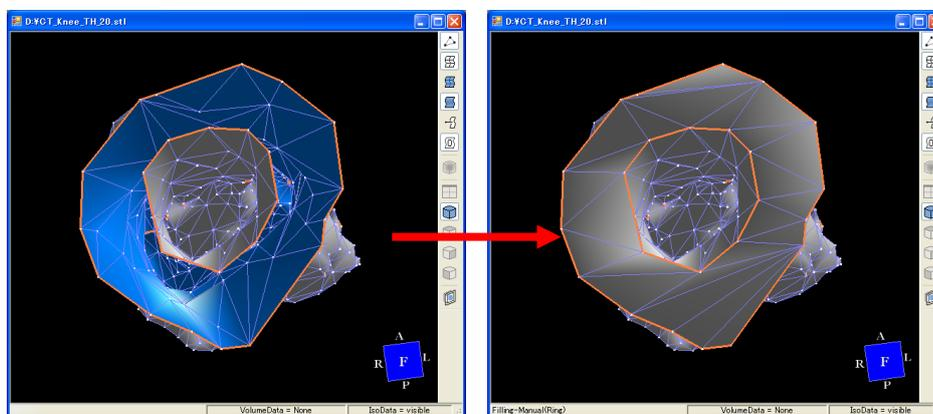 D:¥CT_Knee_TH_20.stl
A
R F L
P
VolumeData = None IsoData = visible
D:¥CT_Knee_TH_20.stl
A
R F L
P
Filling-Manual(Ring) VolumeData = None IsoData = visible